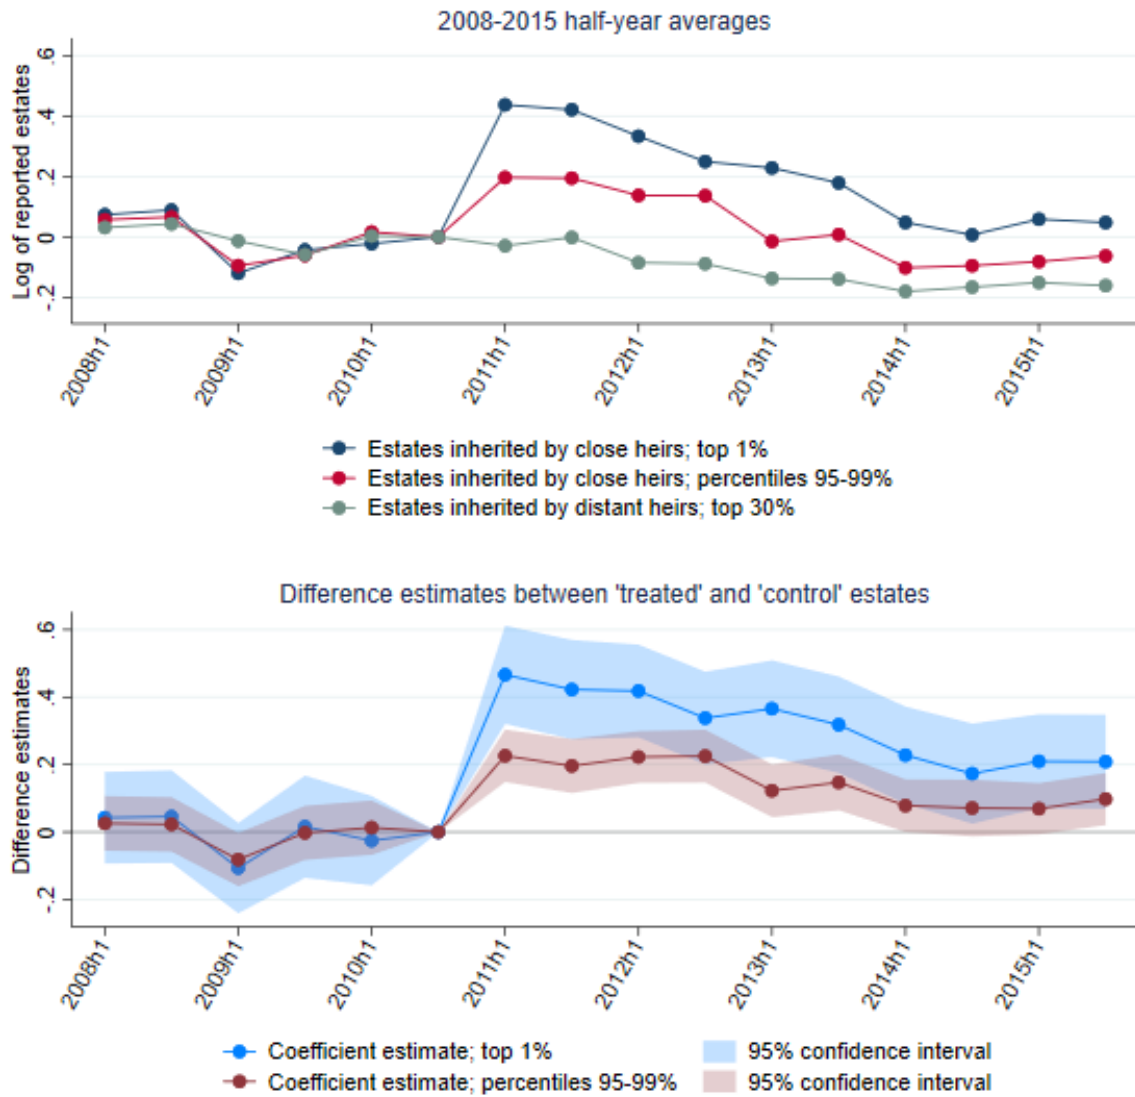 2008-2015 half-year averages
Log of reported estates
.6
.4
.2
0
-.2
2008h1
2009h1
2010h1
2011h1
2012h1
2013h1
2014h1
2015h1
Estates inherited by close heirs; top 1%
Estates inherited by close heirs; percentiles 95-99%
Estates inherited by distant heirs; top 30%
Difference estimates between 'treated' and 'control' estates
Difference estimates
.6
.4
.2
0
-.2
2008h1
2009h1
2010h1
2011h1
2012h1
2013h1
2014h1
2015h1
Coefficient estimate; top 1%
95% confidence interval
Coefficient estimate; percentiles 95-99%
95% confidence interval